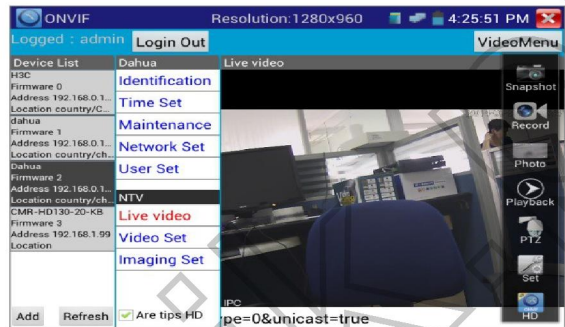 ONVIF
Resolution:1280x960
4:25:51 PM
Logged : admin
Login Out
VideoMenu
Device List
H3C
Firmware 0
Address 192.168.0.1...
Location country/C...
dahua
Firmware 1
Address 192.168.0.1...
Location country/ch...
Dahua
Firmware 2
Address 192.168.0.1...
Location country/ch...
CMR-HD130-20-KB
Firmware 3
Address 192.168.1.99
Location
Add
Refresh
Dahua
Identification
Time Set
Maintenance
Network Set
User Set
NTV
Live video
Video Set
Imaging Set
Are tips HD
Live video
IPC
pe=0&unicast=true
Snapshot
Record
Photo
Playback
PTZ
Set
HD